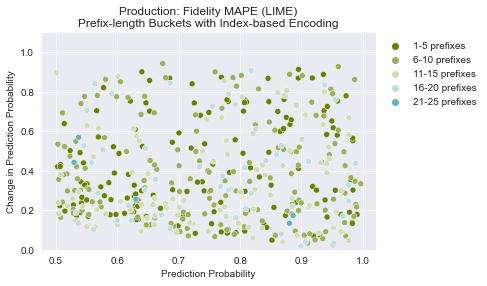 Production: Fidelity MAPE (LIME)
Prefix-length Buckets with Index-based Encoding
Change in Prediction Probability
1.0
0.8
0.6
0.4
0.2
0.0
0.5
0.6
0.7
0.8
0.9
1.0
Prediction Probability
1-5 prefixes
6-10 prefixes
11-15 prefixes
16-20 prefixes
21-25 prefixes